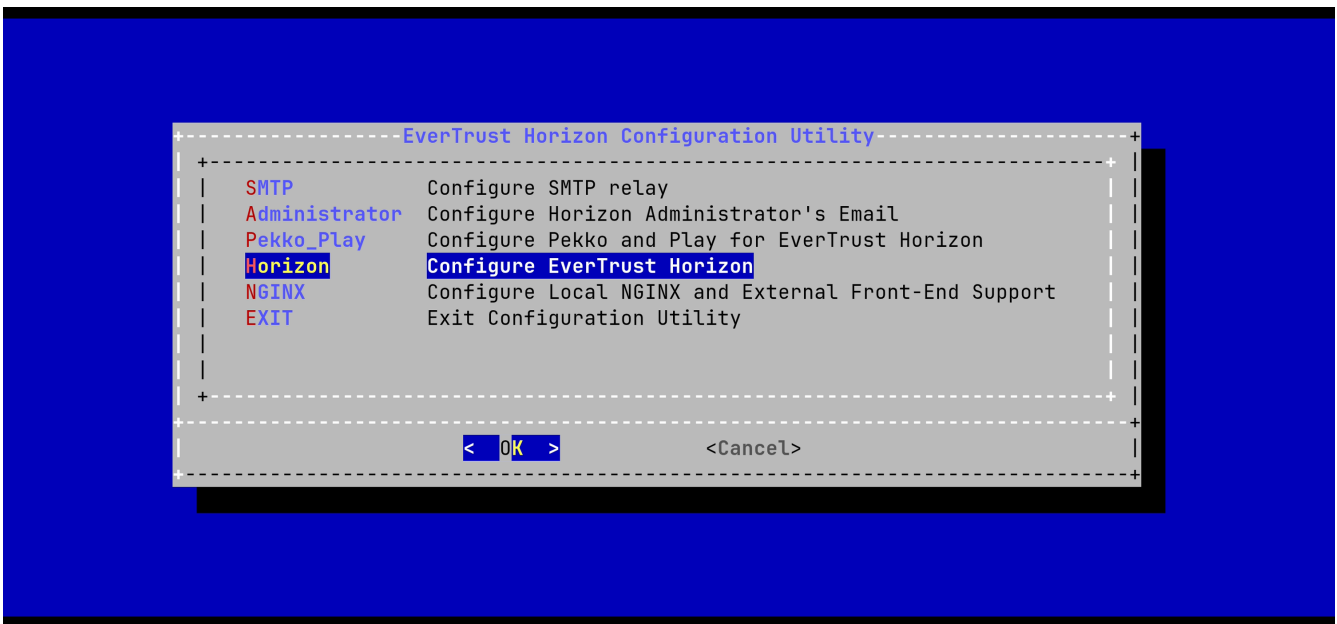 EverTrust Horizon Configuration Utility
SMTP Configure SMTP relay
Administrator Configure Horizon Administrator's Email
Pekko_Play Configure Pekko and Play for EverTrust Horizon
Horizon Configure EverTrust Horizon
NGINX Configure Local NGINX and External Front-End Support
EXIT Exit Configuration Utility
< OK > <Cancel>